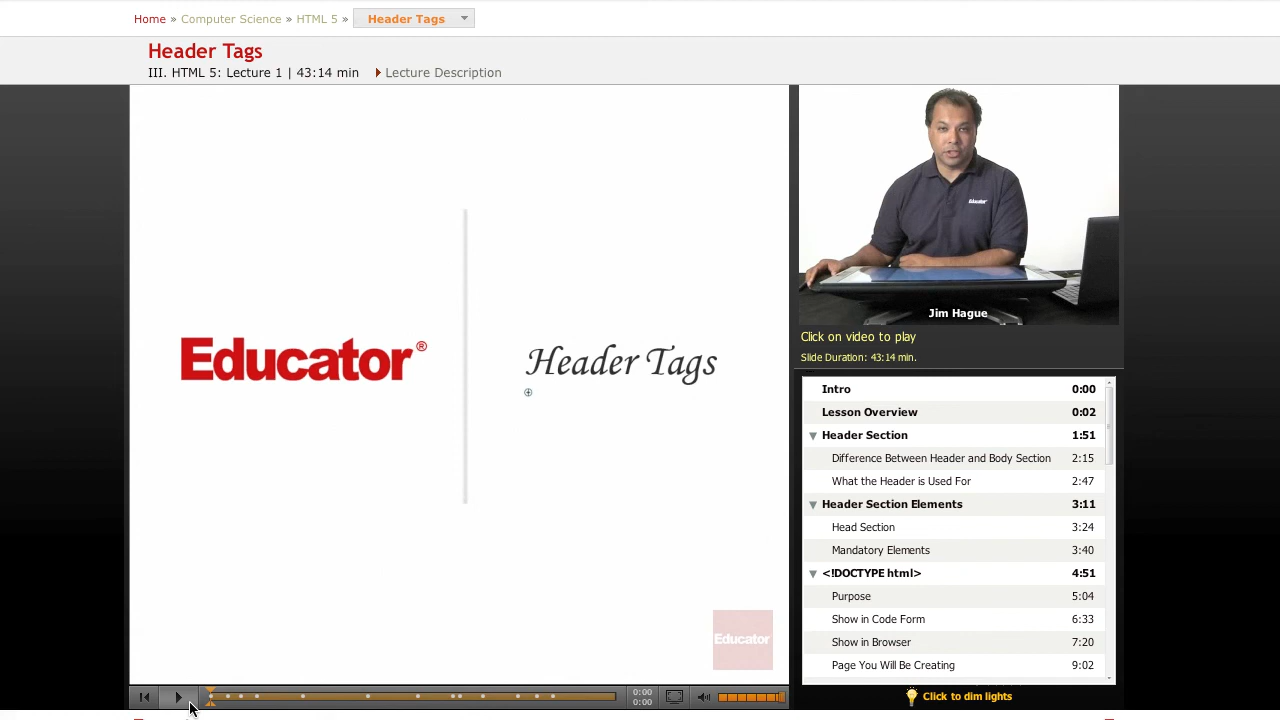 Home » Computer Science » HTML 5 » Header Tags
Header Tags
III. HTML 5: Lecture 1 | 43:14 min Lecture Description
Educator®
Header Tags
Educator
0:00
0:00
Educator
Jim Hague
Click on video to play
Slide Duration: 43:14 min.
Intro 0:00
Lesson Overview 0:02
Header Section 1:51
Difference Between Header and Body Section 2:15
What the Header is Used For 2:47
Header Section Elements 3:11
Head Section 3:24
Mandatory Elements 3:40
<!DOCTYPE html> 4:51
Purpose 5:04
Show in Code Form 6:33
Show in Browser 7:20
Page You Will Be Creating 9:02
Click to dim lights